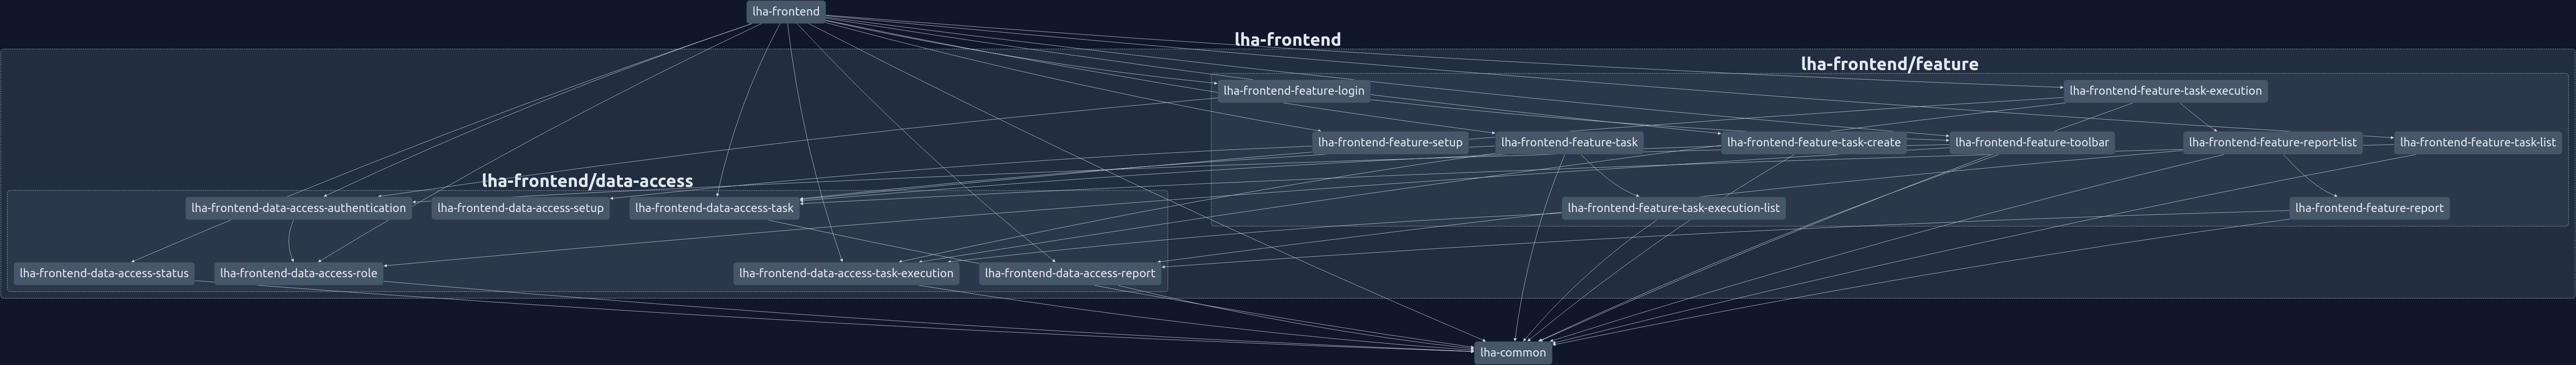 lha-frontend
lha-frontend
lha-frontend/feature
lha-frontend-feature-login
lha-frontend-feature-task-execution
lha-frontend-feature-setup
lha-frontend-feature-task
lha-frontend-feature-task-create
lha-frontend-feature-toolbar
lha-frontend-feature-report-list
lha-frontend-feature-task-list
lha-frontend/data-access
lha-frontend-data-access-authentication
lha-frontend-data-access-setup
lha-frontend-data-access-task
lha-frontend-feature-task-execution-list
lha-frontend-feature-report
lha-frontend-data-access-status
lha-frontend-data-access-role
lha-frontend-data-access-task-execution
lha-frontend-data-access-report
lha-common